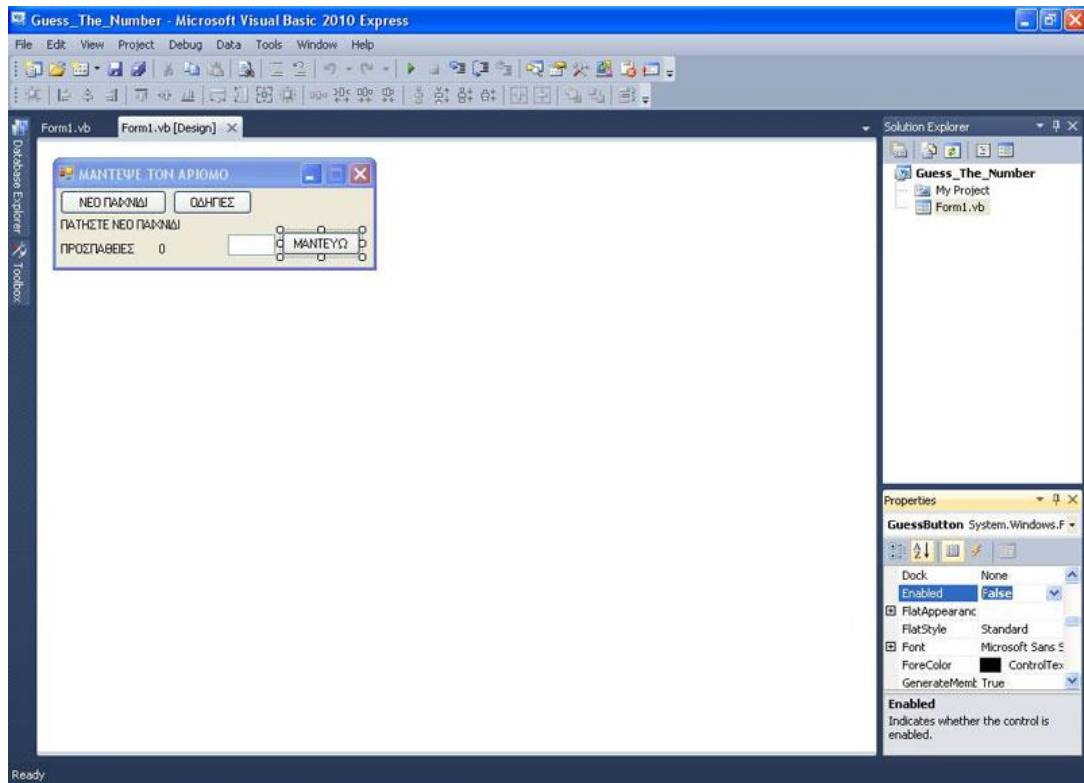 Guess_The_Number - Microsoft Visual Basic 2010 Express
File Edit View Project Debug Data Tools Window Help
Form1.vb Form1.vb [Design]
Database Explorer
Toolbox
ΜΑΝΤΕΨΕ ΤΟΝ ΑΡΙΘΜΟ
ΝΕΟ ΠΑΙΧΝΙΔΙ ΟΔΗΓΙΕΣ
ΠΑΤΗΣΤΕ ΝΕΟ ΠΑΙΧΝΙΔΙ
ΠΡΟΣΠΑΘΕΙΕΣ 0 ΜΑΝΤΕΥΩ
Solution Explorer
Guess_The_Number
My Project
Form1.vb
Properties
GuessButton System.Windows.F
Dock None
Enabled False
FlatAppearanc
FlatStyle Standard
Font Microsoft Sans S
ForeColor ControlTex
GenerateMemb True
Enabled
Indicates whether the control is
enabled.
Ready